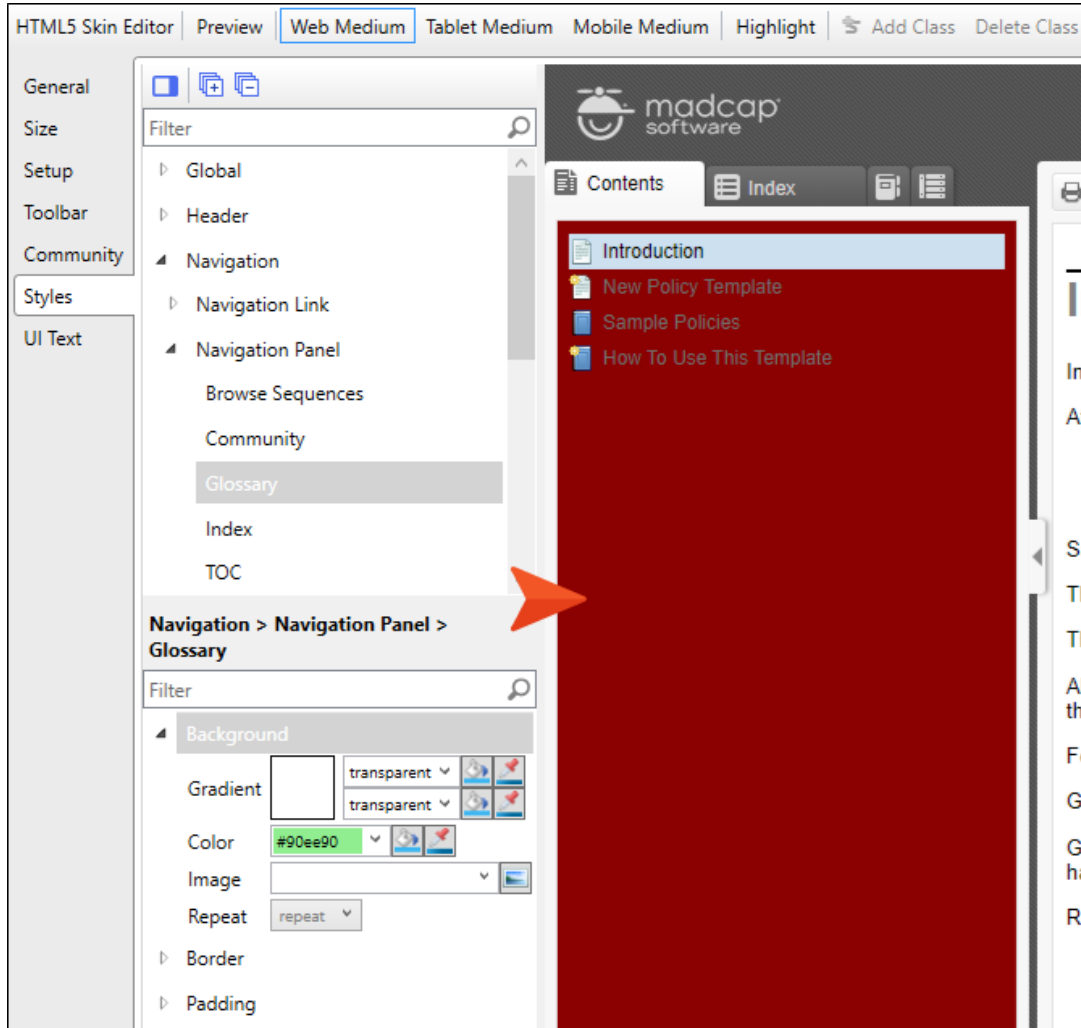 HTML5 Skin Editor Preview Web Medium Tablet Medium Mobile Medium Highlight Add Class Delete Class
General
Size
Setup
Toolbar
Community
Styles
UI Text
Filter
Global
Header
Navigation
Navigation Link
Navigation Panel
Browse Sequences
Community
Glossary
Index
TOC
Navigation > Navigation Panel >
Glossary
Filter
Background
Gradient
transparent
transparent
Color #90ee90
Image
Repeat repeat
Border
Padding
madcap
software
Contents Index
Introduction
New Policy Template
Sample Policies
How To Use This Template